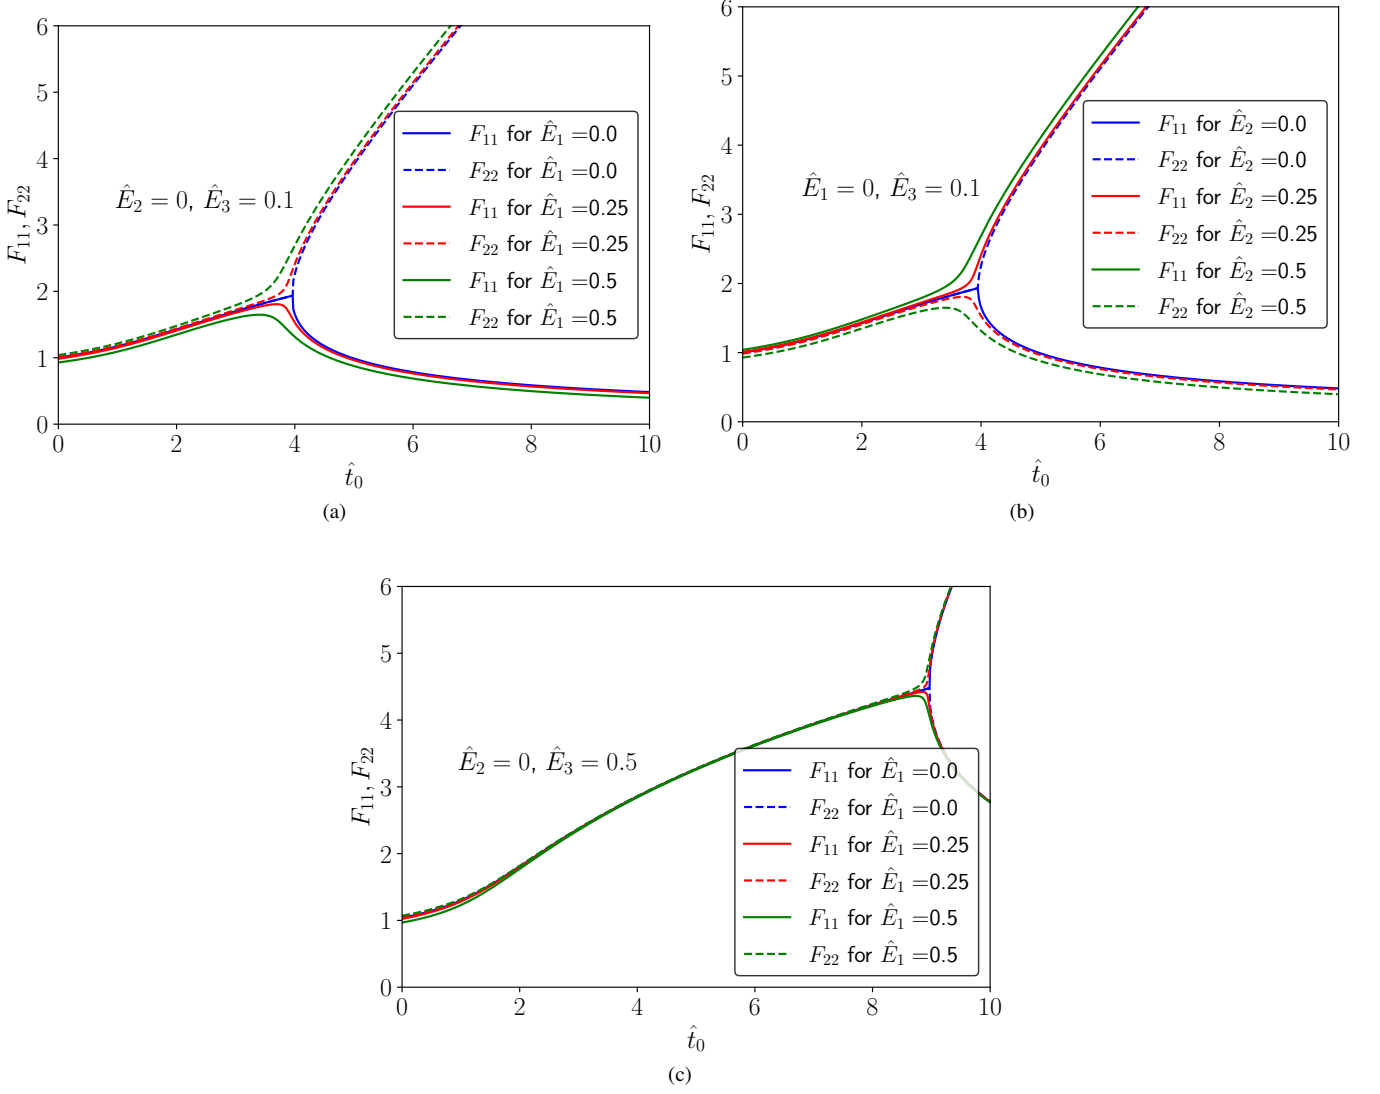 6
5
4
3
2
1
0
F₁₁, F₂₂
Ê₂ = 0, Ê₃ = 0.1
F₁₁ for Ê₁ =0.0
F₂₂ for Ê₁ =0.0
F₁₁ for Ê₁ =0.25
F₂₂ for Ê₁ =0.25
F₁₁ for Ê₁ =0.5
F₂₂ for Ê₁ =0.5
0 2 4 6 8 10
t̂₀
(a)
6
5
4
3
2
1
0
F₁₁, F₂₂
Ê₁ = 0, Ê₃ = 0.1
F₁₁ for Ê₂ =0.0
F₂₂ for Ê₂ =0.0
F₁₁ for Ê₂ =0.25
F₂₂ for Ê₂ =0.25
F₁₁ for Ê₂ =0.5
F₂₂ for Ê₂ =0.5
0 2 4 6 8 10
t̂₀
(b)
6
5
4
3
2
1
0
F₁₁, F₂₂
Ê₂ = 0, Ê₃ = 0.5
F₁₁ for Ê₁ =0.0
F₂₂ for Ê₁ =0.0
F₁₁ for Ê₁ =0.25
F₂₂ for Ê₁ =0.25
F₁₁ for Ê₁ =0.5
F₂₂ for Ê₁ =0.5
0 2 4 6 8 10
t̂₀
(c)